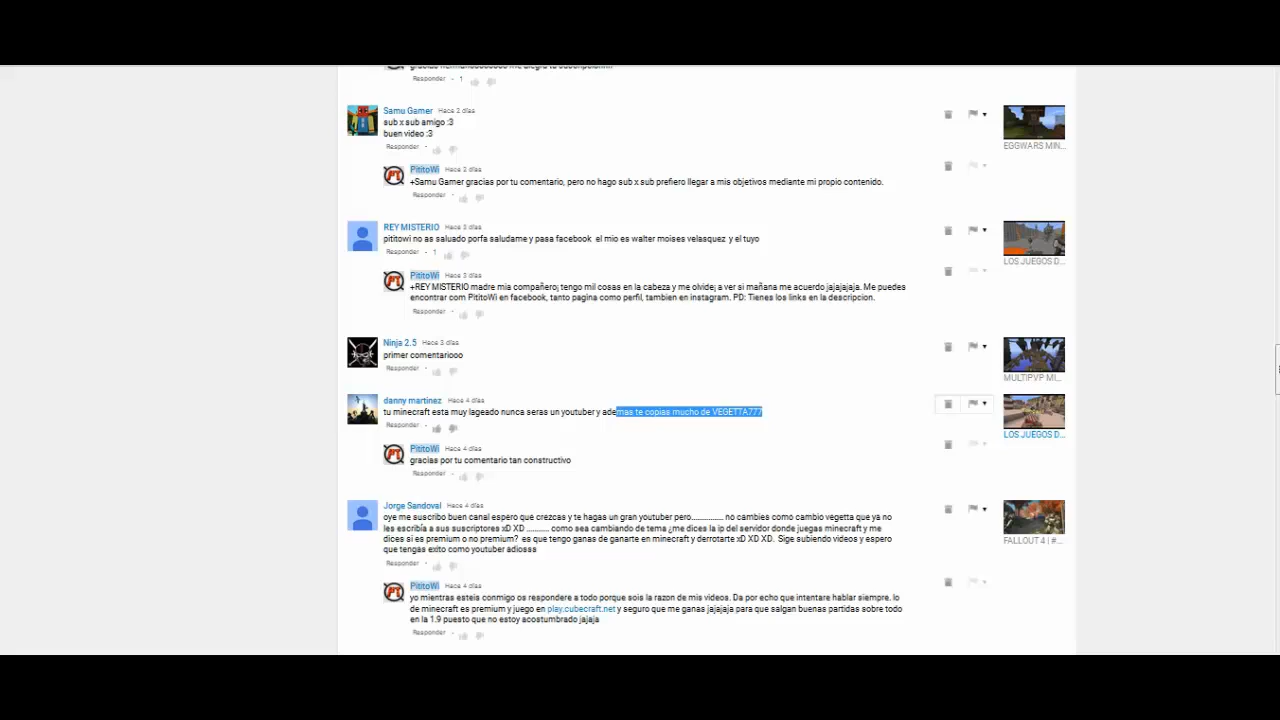 Responder · 1
Samu Gamer Hace 2 días
sub x sub amigo :3
buen video :3
Responder ·
EGGWARS MIN...
PititoWi Hace 2 días
+Samu Gamer gracias por tu comentario, pero no hago sub x sub prefiero llegar a mis objetivos mediante mi propio contenido.
Responder ·
REY MISTERIO Hace 3 días
pititowi no as saluado porfa saludame y pasa facebook el mio es walter moises velasquez y el tuyo
Responder · 1
LOS JUEGOS D...
PititoWi Hace 3 días
+REY MISTERIO madre mia compañero¡ tengo mil cosas en la cabeza y me olvide¡ a ver si mañana me acuerdo jajajajaja. Me puedes
encontrar com PititoWi en facebook, tanto pagina como perfil, tambien en instagram. PD: Tienes los links en la descripcion.
Responder ·
Ninja 2.5 Hace 3 días
primer comentariooo
Responder ·
MULTIPVP MI...
danny martinez Hace 4 días
tu minecraft esta muy lageado nunca seras un youtuber y ademas te copias mucho de VEGETTA777
Responder ·
LOS JUEGOS D...
PititoWi Hace 4 días
gracias por tu comentario tan constructivo
Responder ·
Jorge Sandoval Hace 4 días
oye me suscribo buen canal espero que crezcas y te hagas un gran youtuber pero................ no cambies como cambio vegetta que ya no
les escribía a sus suscriptores xD XD ........... como sea cambiando de tema ¿me dices la ip del servidor donde juegas minecraft y me
dices si es premium o no premium? es que tengo ganas de ganarte en minecraft y derrotarte xD XD XD. Sige subiendo videos y espero
que tengas exito como youtuber adiosss
Responder ·
FALLOUT 4 | #...
PititoWi Hace 4 días
yo mientras esteis conmigo os respondere a todo porque sois la razon de mis videos. Da por echo que intentare hablar siempre. lo
de minecraft es premium y juego en play.cubecraft.net y seguro que me ganas jajajaja para que salgan buenas partidas sobre todo
en la 1.9 puesto que no estoy acostumbrado jajaja
Responder ·